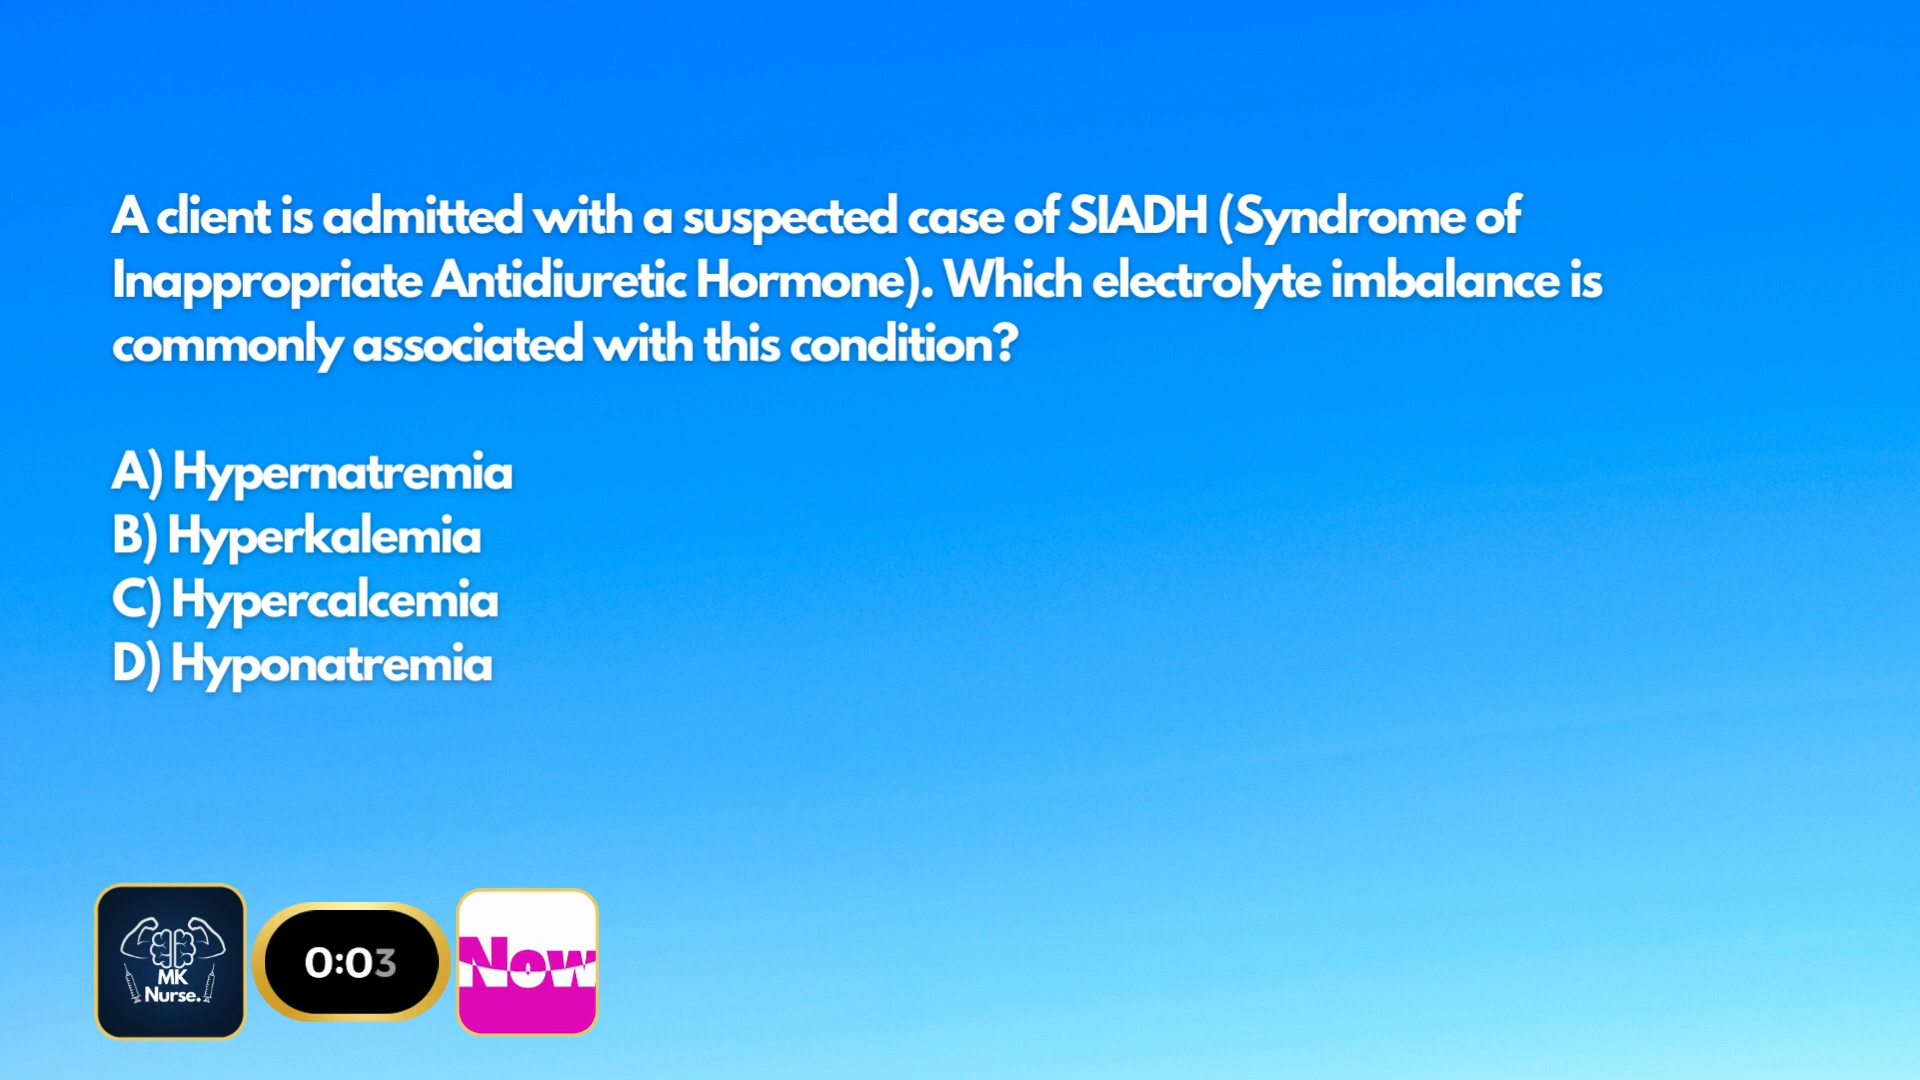 A client is admitted with a suspected case of SIADH (Syndrome of
Inappropriate Antidiuretic Hormone). Which electrolyte imbalance is
commonly associated with this condition?
A) Hypernatremia
B) Hyperkalemia
C) Hypercalcemia
D) Hyponatremia
MK
Nurse.
0:03
Now